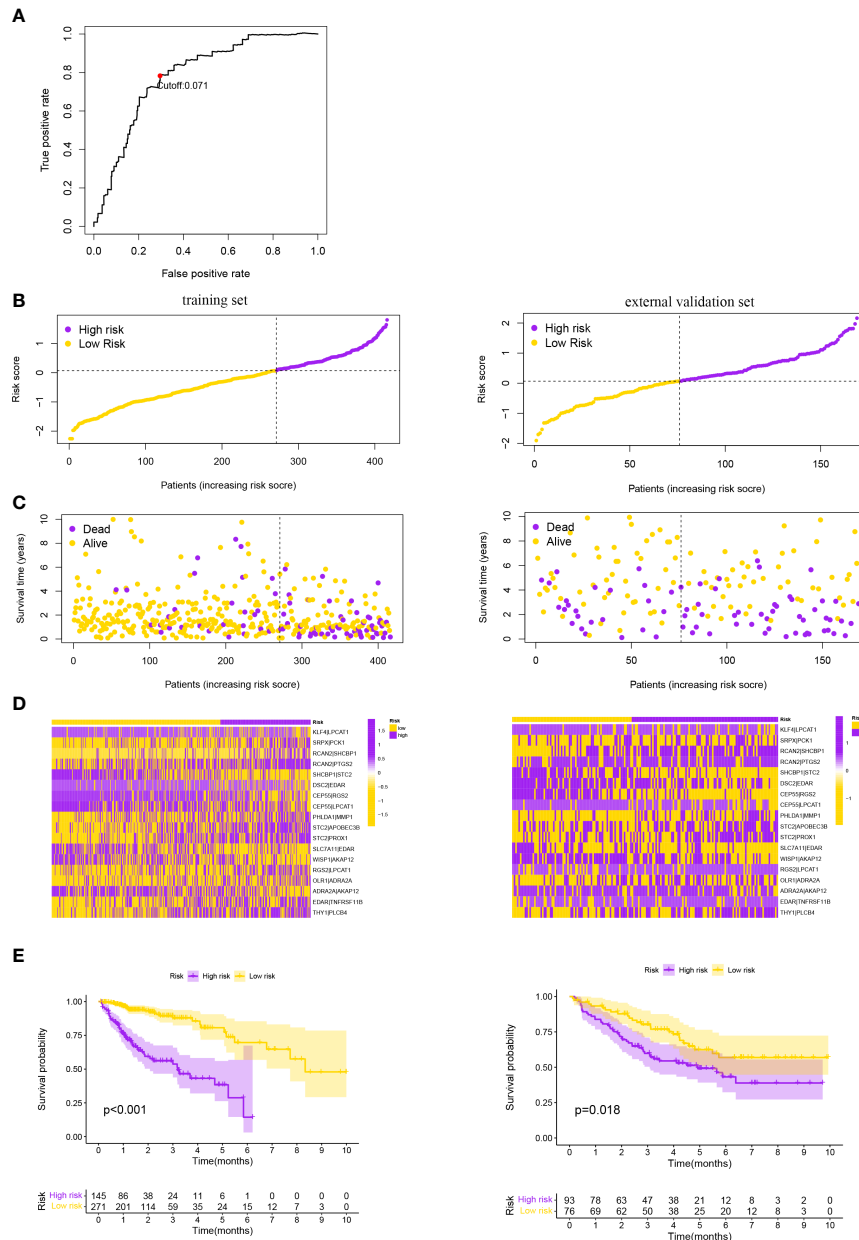 A
True positive rate
0.0 0.2 0.4 0.6 0.8 1.0
Cutoff:0.071
0.0 0.2 0.4 0.6 0.8 1.0
False positive rate
B
training set
High risk
Low Risk
Risk score
1
0
−1
−2
0 100 200 300 400
Patients (increasing risk socre)
external validation set
High risk
Low Risk
Risk score
2
1
0
−1
−2
0 50 100 150
Patients (increasing risk socre)
C
Dead
Alive
Survival time (years)
10
8
6
4
2
0
0 100 200 300 400
Patients (increasing risk socre)
Dead
Alive
Survival time (years)
10
8
6
4
2
0
0 50 100 150
Patients (increasing risk socre)
D
Risk
KLF4|LPCAT1
SRPX|PCK1
RCAN2|SHCBP1
RCAN2|PTGS2
SHCBP1|STC2
DSC2|EDAR
CEP55|RGS2
CEP55|LPCAT1
PHLDA1|MMP1
STC2|APOBEC3B
STC2|PROX1
SLC7A11|EDAR
WISP1|AKAP12
RGS2|LPCAT1
OLR1|ADRA2A
ADRA2A|AKAP12
EDAR|TNFRSF11B
THY1|PLCB4
1.5
1
0.5
0
−0.5
−1
−1.5
Risk
low
high
Risk
KLF4|LPCAT1
SRPX|PCK1
RCAN2|SHCBP1
RCAN2|PTGS2
SHCBP1|STC2
DSC2|EDAR
CEP55|RGS2
CEP55|LPCAT1
PHLDA1|MMP1
STC2|APOBEC3B
STC2|PROX1
SLC7A11|EDAR
WISP1|AKAP12
RGS2|LPCAT1
OLR1|ADRA2A
ADRA2A|AKAP12
EDAR|TNFRSF11B
THY1|PLCB4
1
0
−1
E
Risk High risk Low risk
Survival probability
1.00
0.75
0.50
0.25
0.00
p<0.001
0 1 2 3 4 5 6 7 8 9 10
Time(months)
Risk
High risk 145 86 38 24 11 6 1 0 0 0 0
Low risk 271 201 114 59 35 24 15 12 7 3 0
0 1 2 3 4 5 6 7 8 9 10
Time(months)
Risk High risk Low risk
Survival probability
1.00
0.75
0.50
0.25
0.00
p=0.018
0 1 2 3 4 5 6 7 8 9 10
Time(months)
Risk
High risk 93 78 63 47 38 21 12 8 3 2 0
Low risk 76 69 62 50 38 25 20 12 8 3 0
0 1 2 3 4 5 6 7 8 9 10
Time(months)